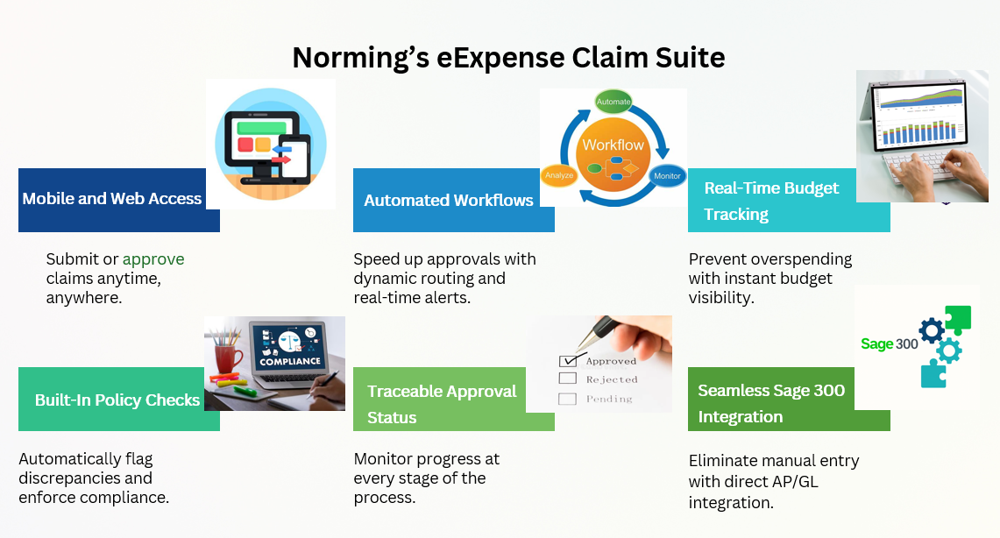 Norming’s eExpense Claim Suite
Mobile and Web Access
Submit or approve
claims anytime,
anywhere.
Automate
Workflow
Analyze
Monitor
Automated Workflows
Speed up approvals with
dynamic routing and
real-time alerts.
Real-Time Budget
Tracking
Prevent overspending
with instant budget
visibility.
COMPLIANCE
Built-In Policy Checks
Automatically flag
discrepancies and
enforce compliance.
Approved
Rejected
Pending
Traceable Approval
Status
Monitor progress at
every stage of the
process.
Sage 300
Seamless Sage 300
Integration
Eliminate manual entry
with direct AP/GL
integration.